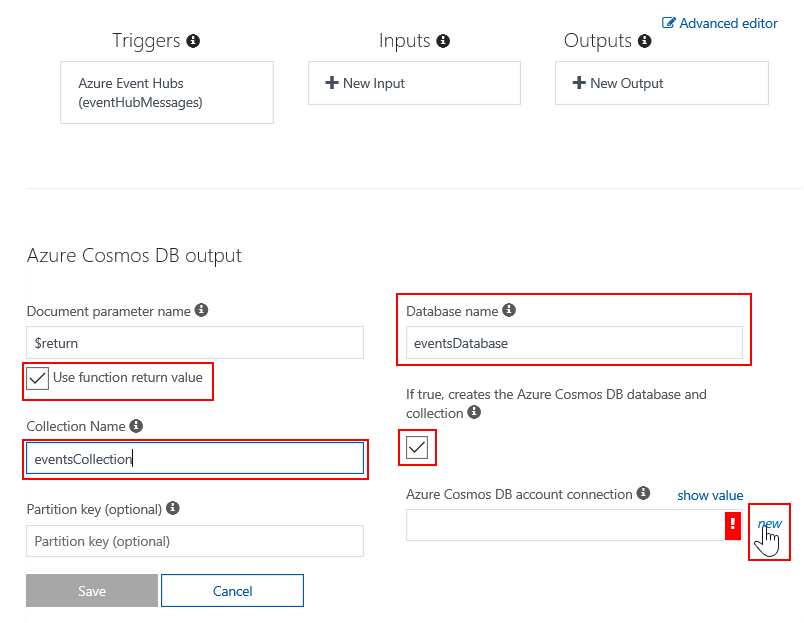 Advanced editor
Triggers
Inputs
Outputs
Azure Event Hubs
(eventHubMessages)
New Input
New Output
Azure Cosmos DB output
Document parameter name
$return
Use function return value
Database name
eventsDatabase
If true, creates the Azure Cosmos DB database and
collection
Collection Name
eventsCollection
Azure Cosmos DB account connection
show value
!
new
Partition key (optional)
Partition key (optional)
Save
Cancel